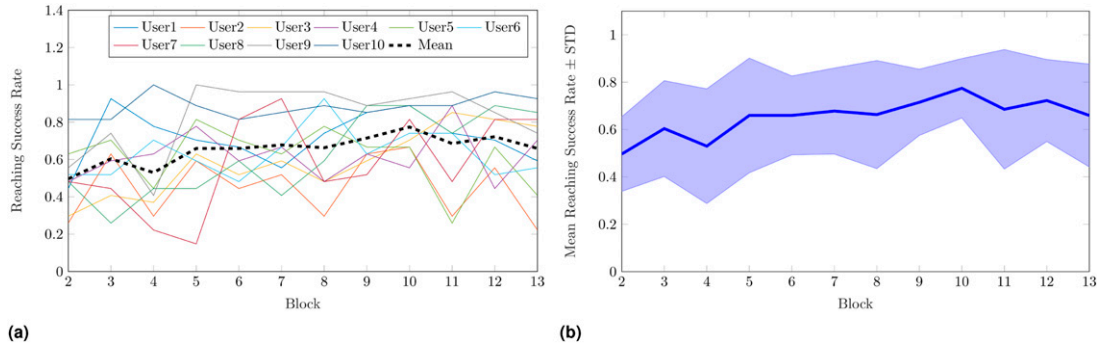 User1 User2 User3 User4 User5 User6
User7 User8 User9 User10 Mean
1.4
1.2
1
0.8
0.6
0.4
0.2
0
Reaching Success Rate
2 3 4 5 6 7 8 9 10 11 12 13
Block
(a)
1
0.8
0.6
0.4
0.2
0
Mean Reaching Success Rate ± STD
2 3 4 5 6 7 8 9 10 11 12 13
Block
(b)